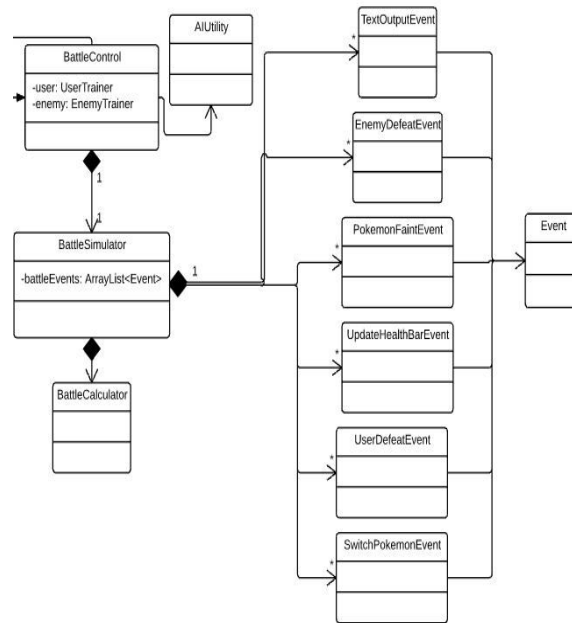 AIUtility
BattleControl
-user: UserTrainer
-enemy: EnemyTrainer
1
1
BattleSimulator
-battleEvents: ArrayList<Event>
1
BattleCalculator
*
TextOutputEvent
*
EnemyDefeatEvent
*
PokemonFaintEvent
*
UpdateHealthBarEvent
*
UserDefeatEvent
*
SwitchPokemonEvent
Event